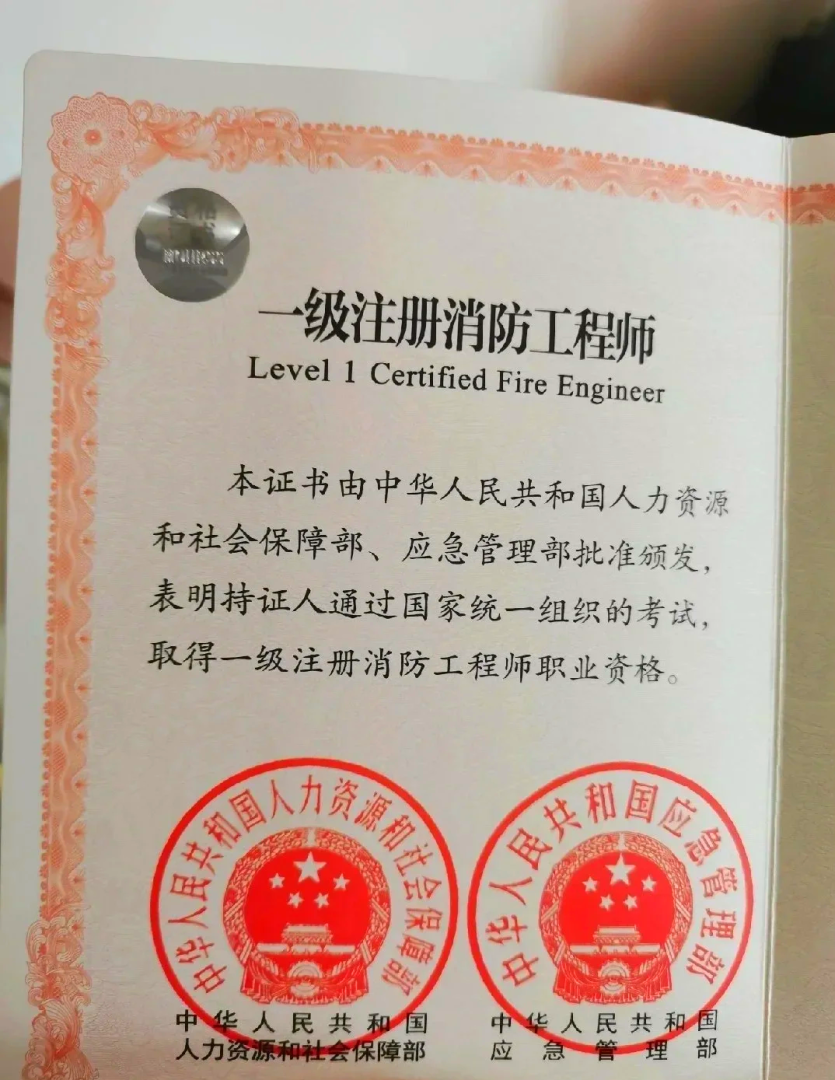 一级注册消防工程师
Level 1 Certified Fire Engineer
本证书由中华人民共和国人力资源
和社会保障部、应急管理部批准颁发，
表明持证人通过国家统一组织的考试，
取得一级注册消防工程师职业资格。
中华人民共和国人力资源和社会保障部
中华人民共和国应急管理部
中华人民共和国
人力资源和社会保障部
中华人民共和国
应急管理部